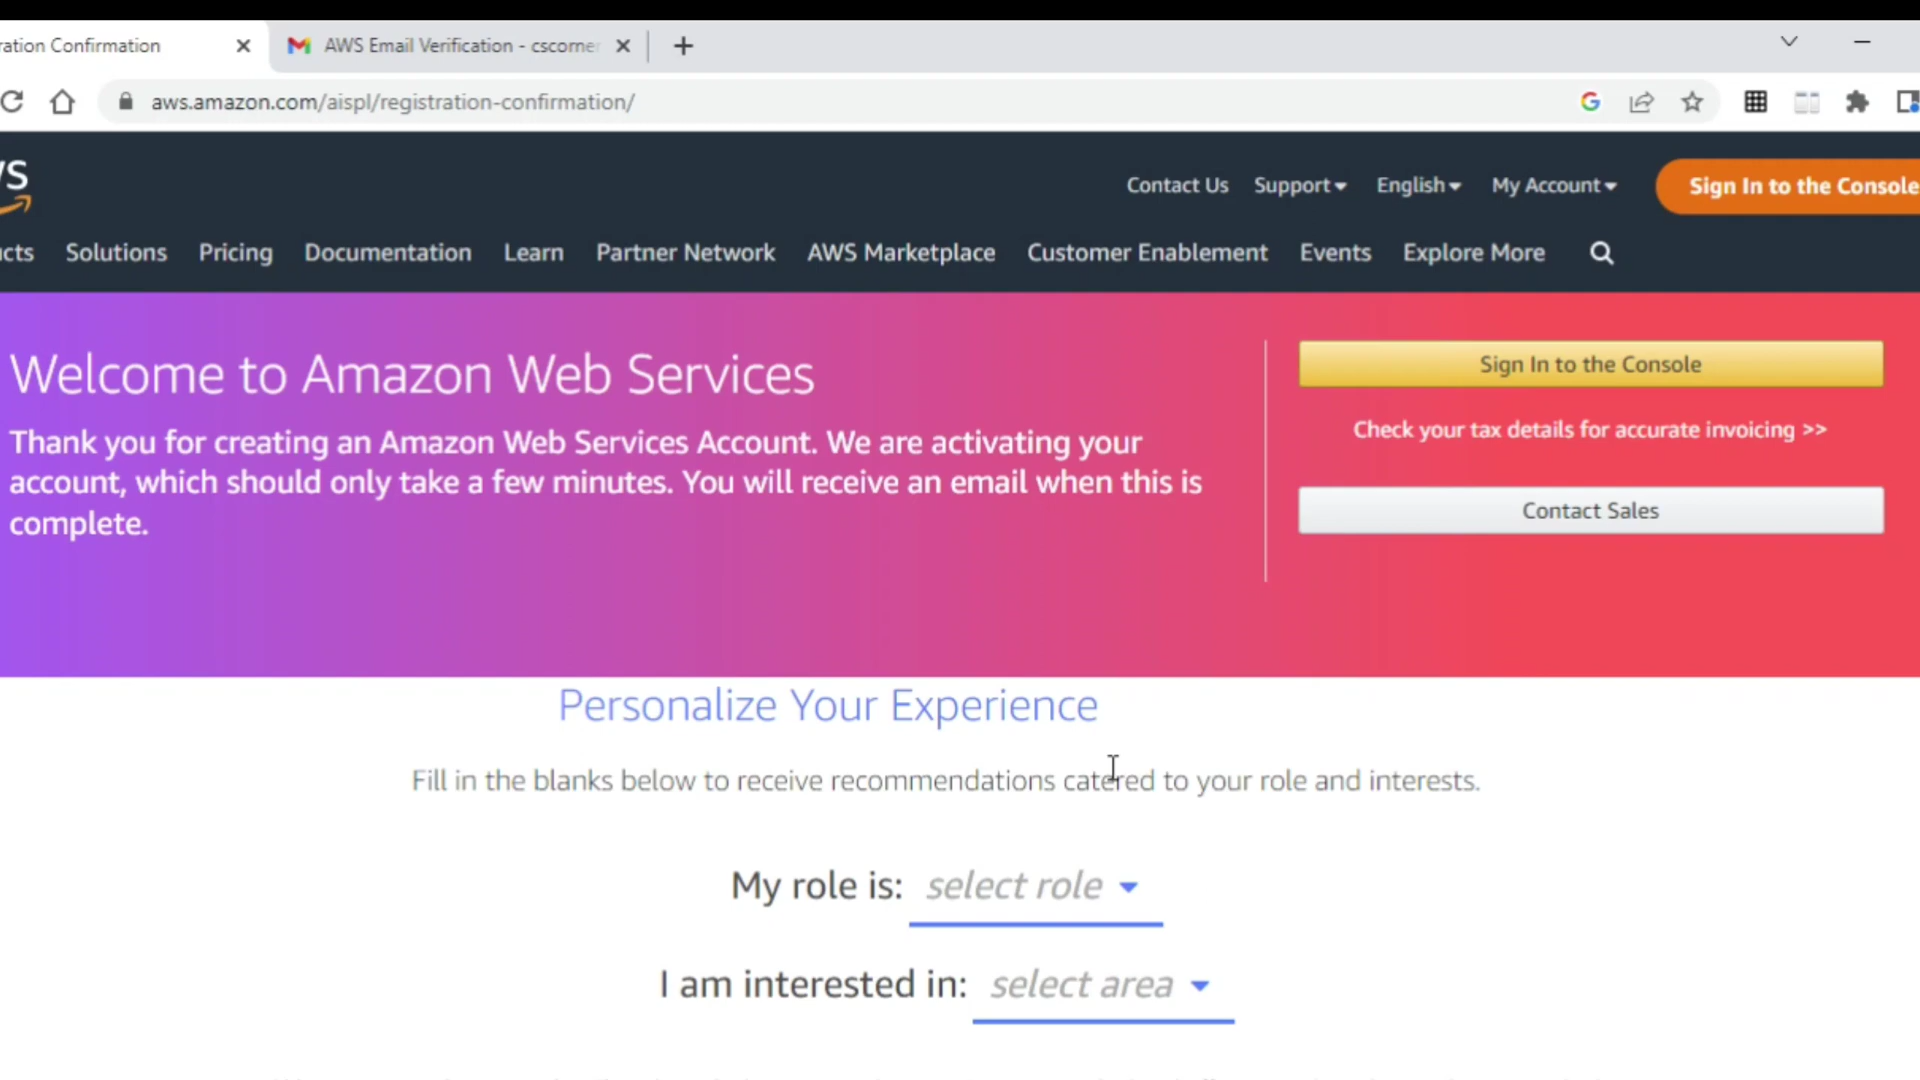 ration Confirmation
AWS Email Verification - cscorner
aws.amazon.com/aispl/registration-confirmation/
Contact Us Support English My Account Sign In to the Console
Solutions Pricing Documentation Learn Partner Network AWS Marketplace Customer Enablement Events Explore More
Welcome to Amazon Web Services
Thank you for creating an Amazon Web Services Account. We are activating your
account, which should only take a few minutes. You will receive an email when this is
complete.
Sign In to the Console
Check your tax details for accurate invoicing >>
Contact Sales
Personalize Your Experience
Fill in the blanks below to receive recommendations catered to your role and interests.
My role is: select role
I am interested in: select area